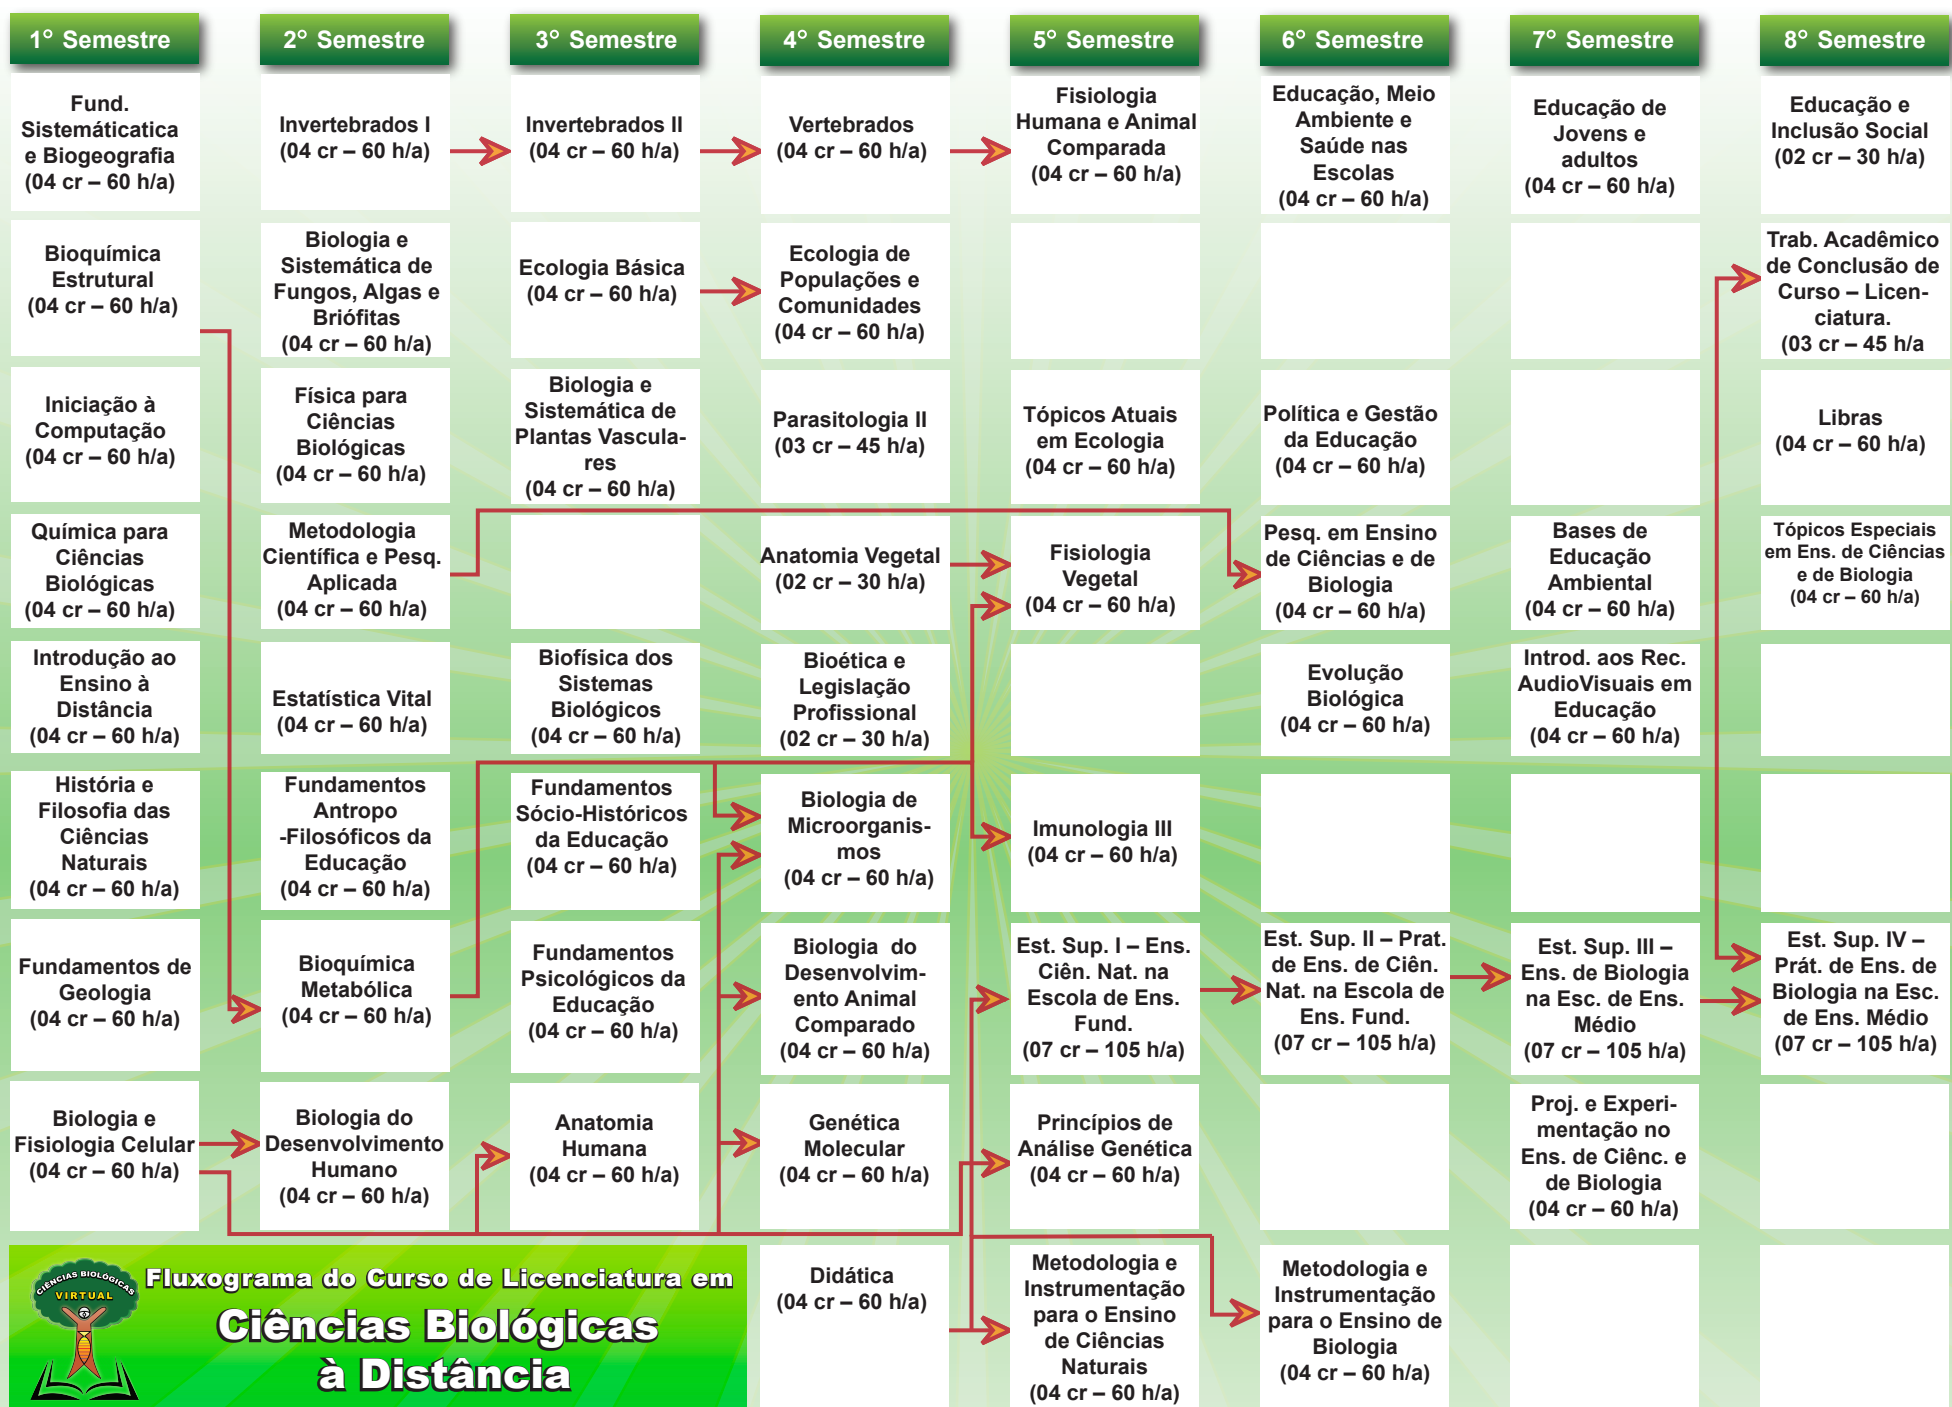 1° Semestre
2° Semestre
3° Semestre
4° Semestre
5° Semestre
6° Semestre
7° Semestre
8° Semestre
Fund.
Sistemáticatica
e Biogeografia
(04 cr – 60 h/a)
Invertebrados I
(04 cr – 60 h/a)
Invertebrados II
(04 cr – 60 h/a)
Vertebrados
(04 cr – 60 h/a)
Fisiologia
Humana e Animal
Comparada
(04 cr – 60 h/a)
Educação, Meio
Ambiente e
Saúde nas
Escolas
(04 cr – 60 h/a)
Educação de
Jovens e
adultos
(04 cr – 60 h/a)
Educação e
Inclusão Social
(02 cr – 30 h/a)
Bioquímica
Estrutural
(04 cr – 60 h/a)
Biologia e
Sistemática de
Fungos, Algas e
Briófitas
(04 cr – 60 h/a)
Ecologia Básica
(04 cr – 60 h/a)
Ecologia de
Populações e
Comunidades
(04 cr – 60 h/a)
Trab. Acadêmico
de Conclusão de
Curso – Licen-
ciatura.
(03 cr – 45 h/a
Iniciação à
Computação
(04 cr – 60 h/a)
Física para
Ciências
Biológicas
(04 cr – 60 h/a)
Biologia e
Sistemática de
Plantas Vascula-
res
(04 cr – 60 h/a)
Parasitologia II
(03 cr – 45 h/a)
Tópicos Atuais
em Ecologia
(04 cr – 60 h/a)
Política e Gestão
da Educação
(04 cr – 60 h/a)
Libras
(04 cr – 60 h/a)
Química para
Ciências
Biológicas
(04 cr – 60 h/a)
Metodologia
Científica e Pesq.
Aplicada
(04 cr – 60 h/a)
Anatomia Vegetal
(02 cr – 30 h/a)
Fisiologia
Vegetal
(04 cr – 60 h/a)
Pesq. em Ensino
de Ciências e de
Biologia
(04 cr – 60 h/a)
Bases de
Educação
Ambiental
(04 cr – 60 h/a)
Tópicos Especiais
em Ens. de Ciências
e de Biologia
(04 cr – 60 h/a)
Introdução ao
Ensino à
Distância
(04 cr – 60 h/a)
Estatística Vital
(04 cr – 60 h/a)
Biofísica dos
Sistemas
Biológicos
(04 cr – 60 h/a)
Bioética e
Legislação
Profissional
(02 cr – 30 h/a)
Evolução
Biológica
(04 cr – 60 h/a)
Introd. aos Rec.
AudioVisuais em
Educação
(04 cr – 60 h/a)
História e
Filosofia das
Ciências
Naturais
(04 cr – 60 h/a)
Fundamentos
Antropo
-Filosóficos da
Educação
(04 cr – 60 h/a)
Fundamentos
Sócio-Históricos
da Educação
(04 cr – 60 h/a)
Biologia de
Microorganis-
mos
(04 cr – 60 h/a)
Imunologia III
(04 cr – 60 h/a)
Fundamentos de
Geologia
(04 cr – 60 h/a)
Bioquímica
Metabólica
(04 cr – 60 h/a)
Fundamentos
Psicológicos da
Educação
(04 cr – 60 h/a)
Biologia do
Desenvolvim-
ento Animal
Comparado
(04 cr – 60 h/a)
Est. Sup. I – Ens.
Ciên. Nat. na
Escola de Ens.
Fund.
(07 cr – 105 h/a)
Est. Sup. II – Prat.
de Ens. de Ciên.
Nat. na Escola de
Ens. Fund.
(07 cr – 105 h/a)
Est. Sup. III –
Ens. de Biologia
na Esc. de Ens.
Médio
(07 cr – 105 h/a)
Est. Sup. IV –
Prát. de Ens. de
Biologia na Esc.
de Ens. Médio
(07 cr – 105 h/a)
Biologia e
Fisiologia Celular
(04 cr – 60 h/a)
Biologia do
Desenvolvimento
Humano
(04 cr – 60 h/a)
Anatomia
Humana
(04 cr – 60 h/a)
Genética
Molecular
(04 cr – 60 h/a)
Princípios de
Análise Genética
(04 cr – 60 h/a)
Proj. e Experi-
mentação no
Ens. de Ciênc. e
de Biologia
(04 cr – 60 h/a)
CIÊNCIAS BIOLÓGICAS
VIRTUAL
Fluxograma do Curso de Licenciatura em
Ciências Biológicas
à Distância
Didática
(04 cr – 60 h/a)
Metodologia e
Instrumentação
para o Ensino
de Ciências
Naturais
(04 cr – 60 h/a)
Metodologia e
Instrumentação
para o Ensino de
Biologia
(04 cr – 60 h/a)